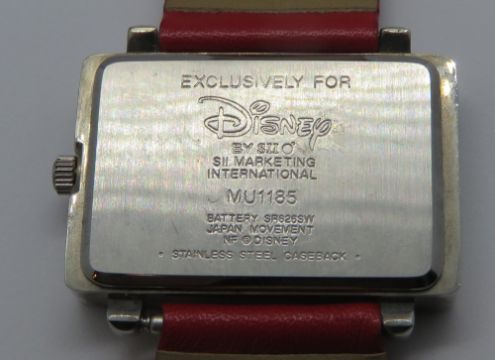 EXCLUSIVELY FOR
Disney
BY SII
SII MARKETING
INTERNATIONAL
MU1185
BATTERY SR626SW
JAPAN MOVEMENT
NF © DISNEY
- STAINLESS STEEL CASEBACK -